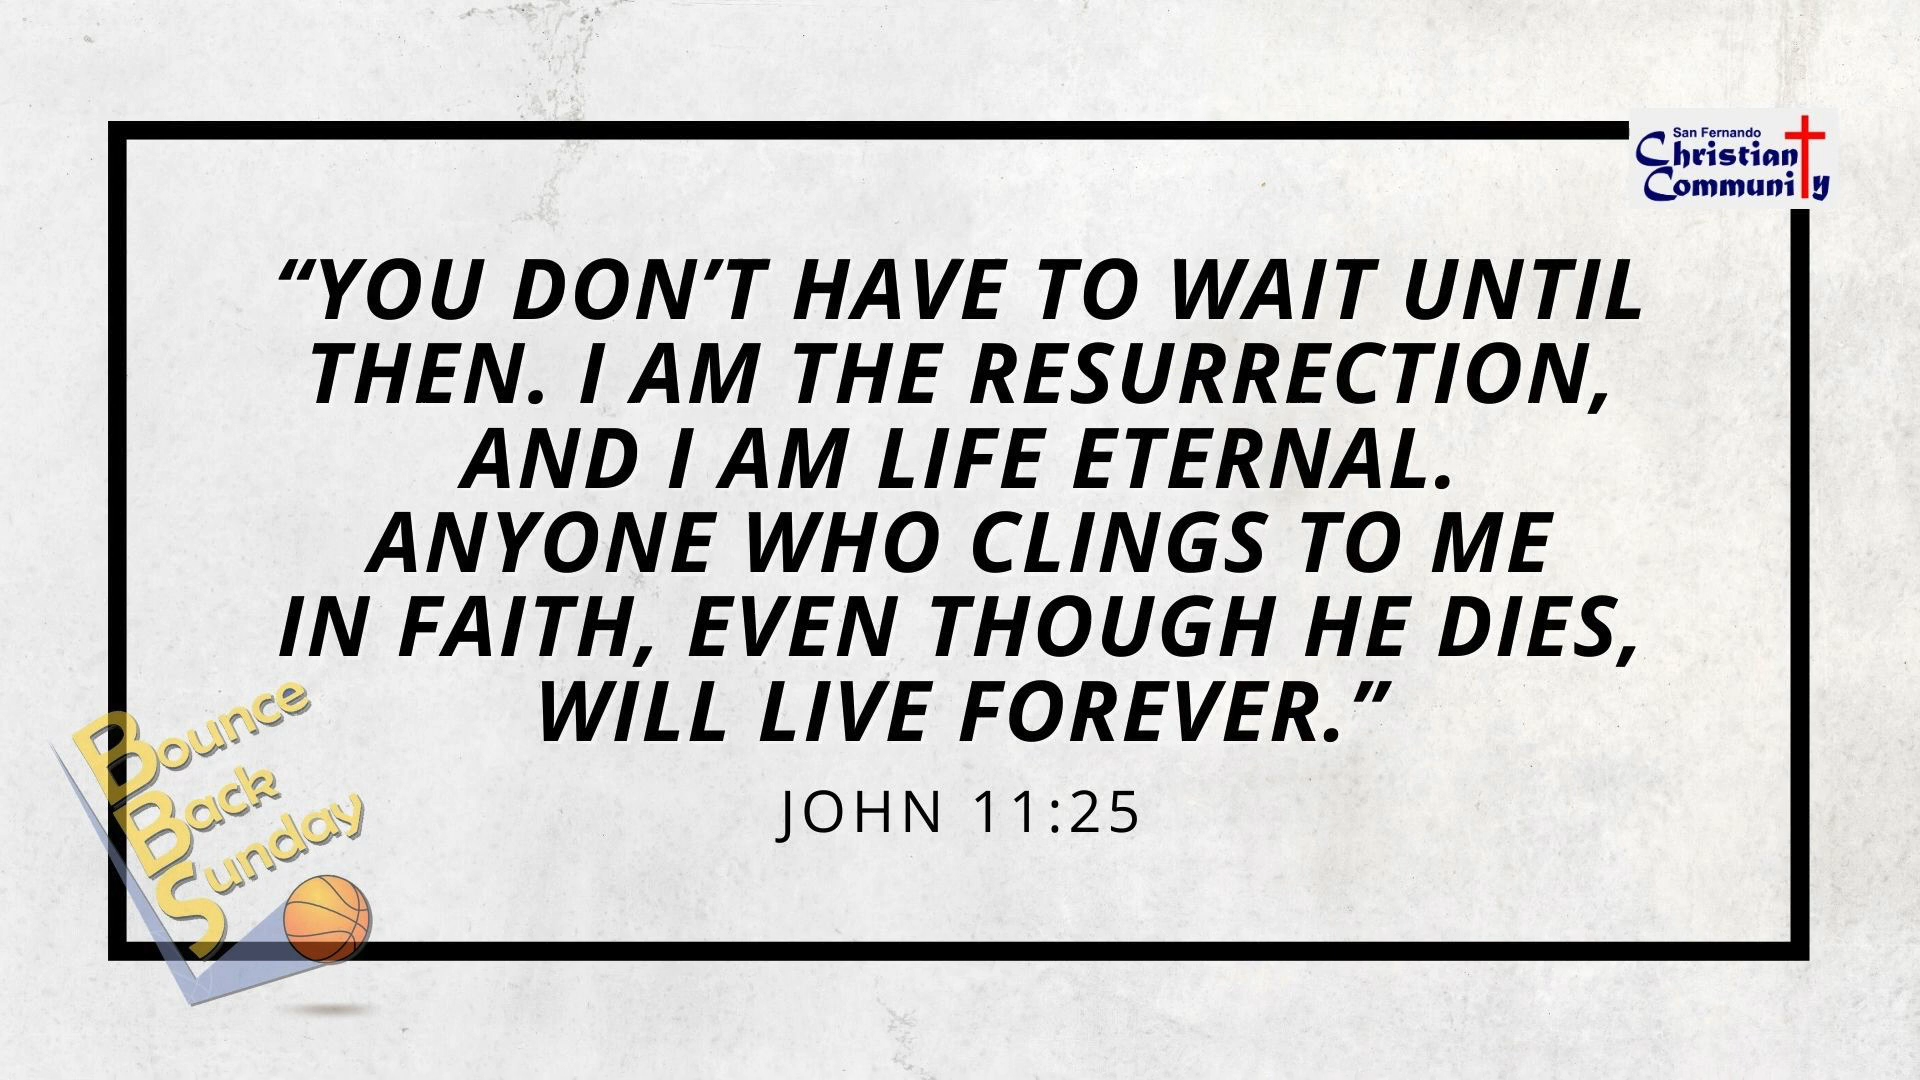 San Fernando
Christian
Community
“YOU DON’T HAVE TO WAIT UNTIL
THEN. I AM THE RESURRECTION,
AND I AM LIFE ETERNAL.
ANYONE WHO CLINGS TO ME
IN FAITH, EVEN THOUGH HE DIES,
WILL LIVE FOREVER.”
JOHN 11:25
Bounce
Back
Sunday